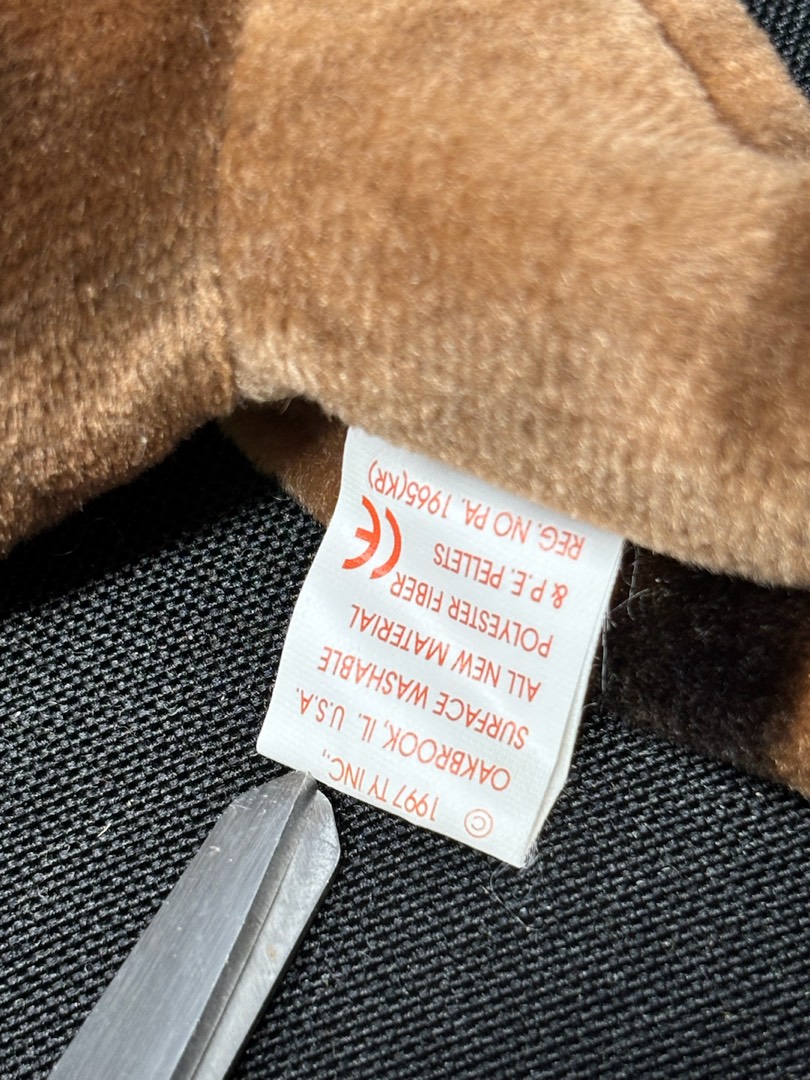 © 1997 TY INC.,
OAKBROOK, IL. U.S.A.
SURFACE WASHABLE
ALL NEW MATERIAL
POLYESTER FIBER
& P.E. PELLETS
CE
REG. NO PA. 1965(KR)